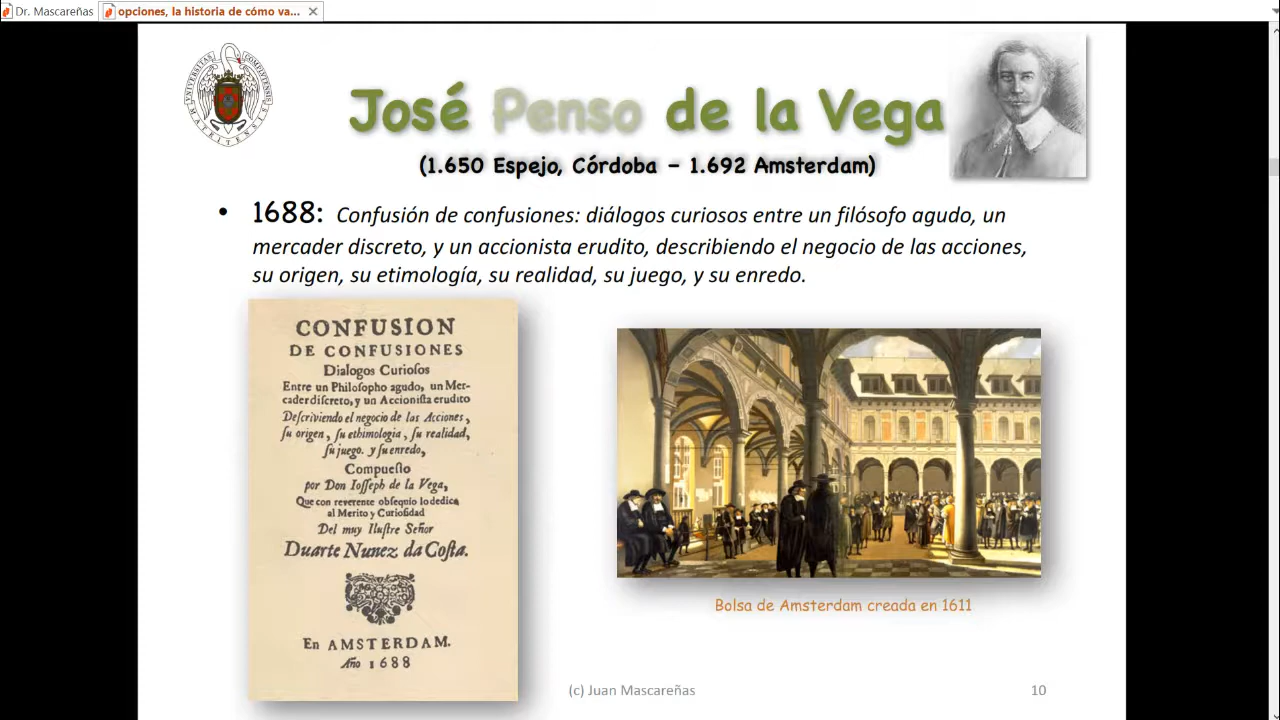 Dr. Mascareñas
opciones, la historia de cómo va...
José Penso de la Vega
(1.650 Espejo, Córdoba – 1.692 Amsterdam)
• 1688: Confusión de confusiones: diálogos curiosos entre un filósofo agudo, un
mercader discreto, y un accionista erudito, describiendo el negocio de las acciones,
su origen, su etimología, su realidad, su juego, y su enredo.
CONFUSION
DE CONFUSIONES
Dialogos Curioſos
Entre un Philoſopho agudo, un Mer-
cader diſcreto, y un Accioniſta erudito
Deſcriviendo el negocio de las Acciones,
ſu origen, ſu ethimologia, ſu realidad,
ſu juego. y ſu enredo,
Compueſto
por Don Ioſſeph de la Vega,
Que con reverente obſequio lo dedica
al Merito y Curioſidad
Del muy Iluſtre Señor
Duarte Nunez da Coſta.
En AMSTERDAM.
Año 1688
Bolsa de Amsterdam creada en 1611
(c) Juan Mascareñas
10